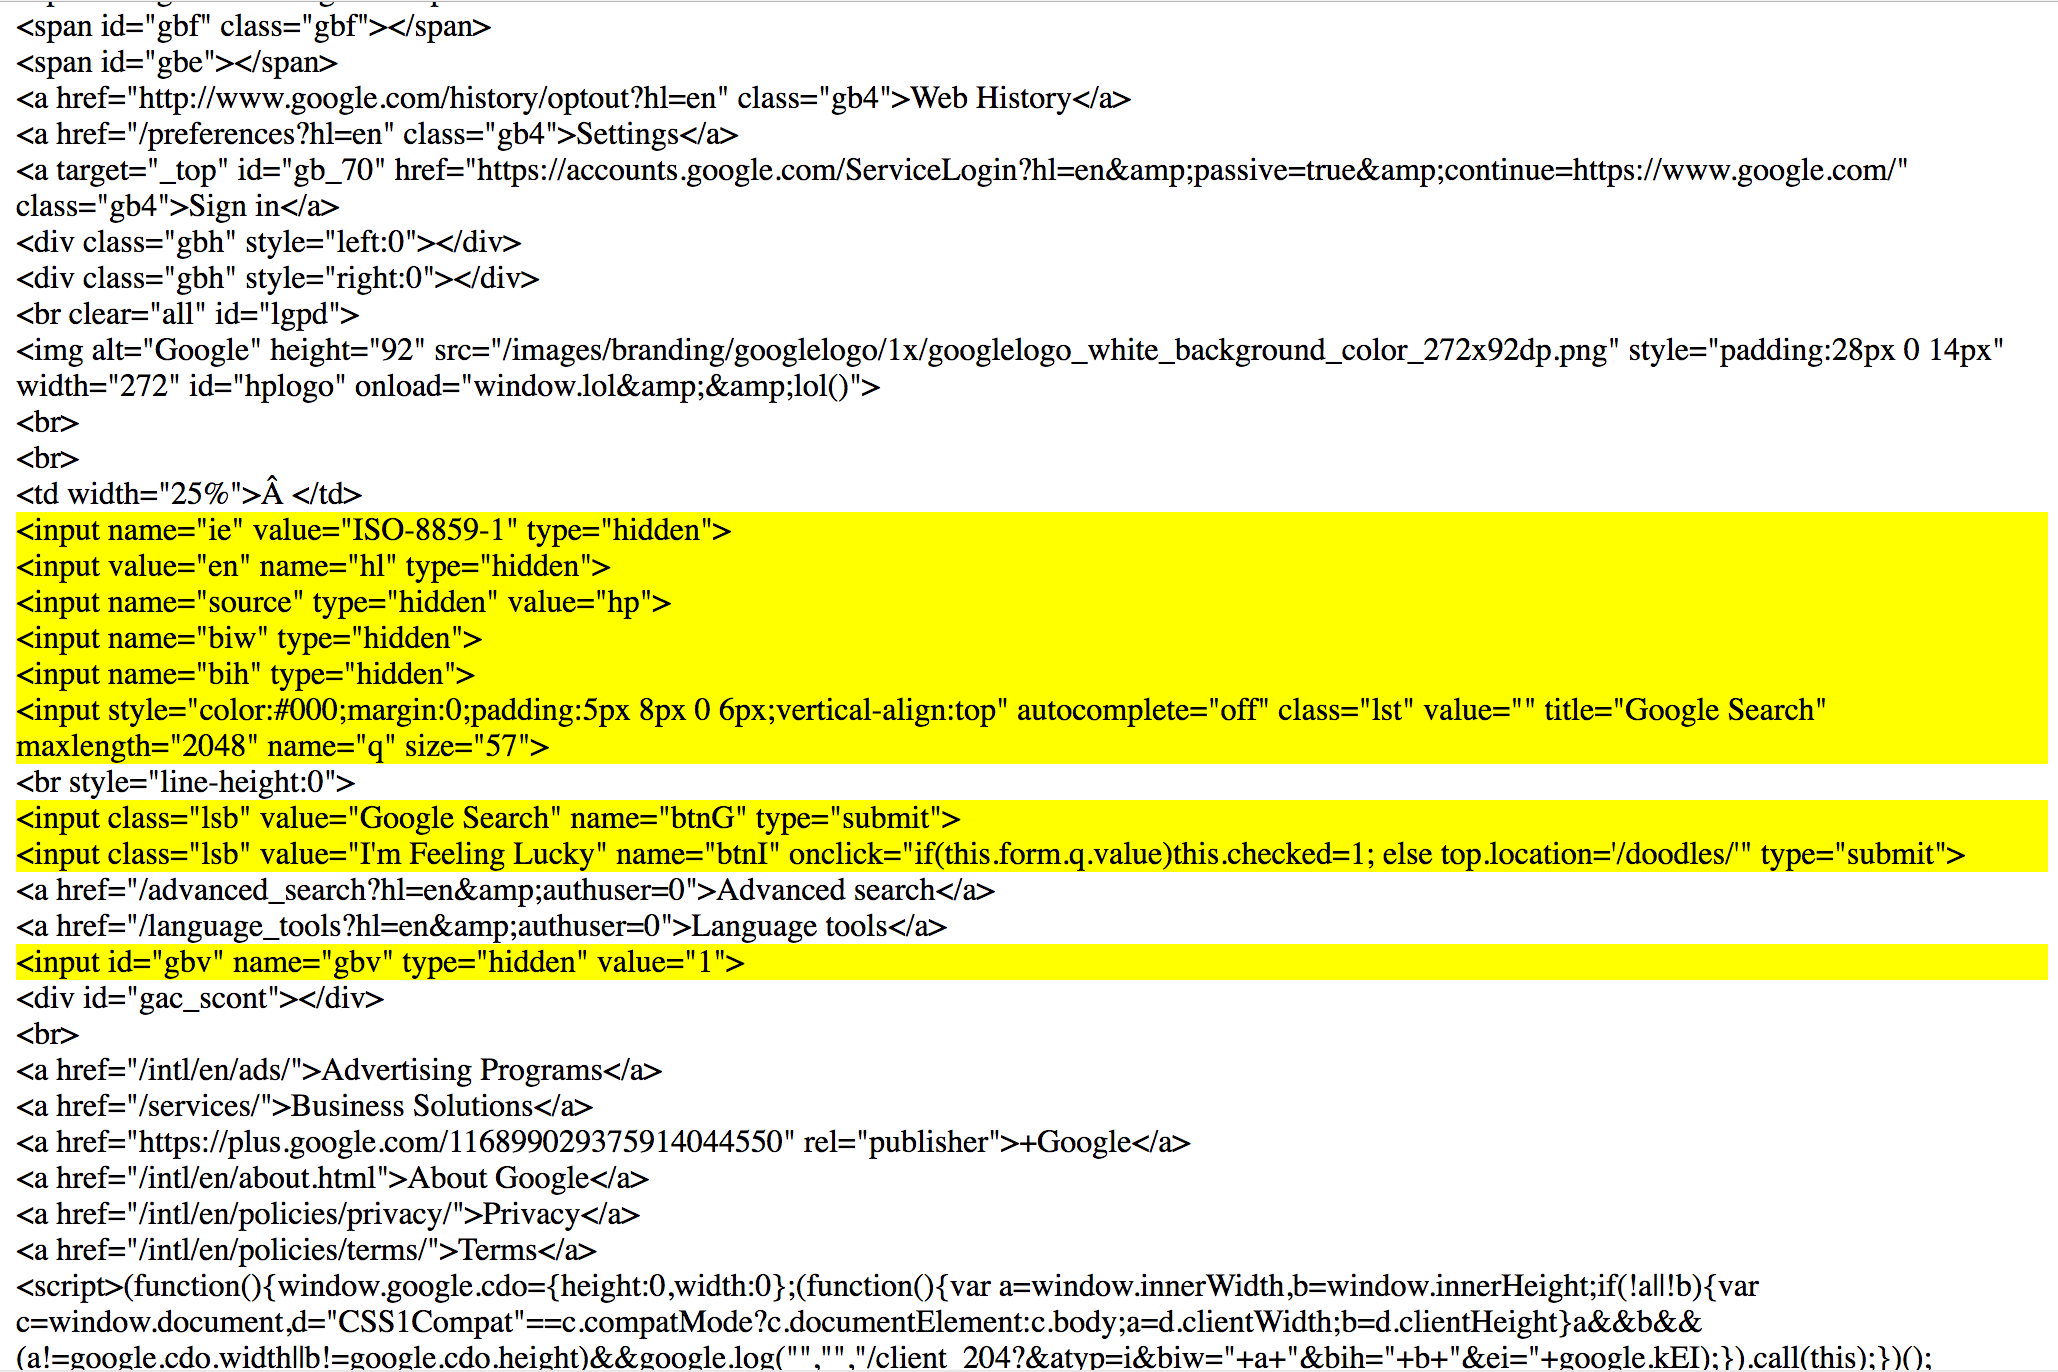 <span id="gbf" class="gbf"></span>
<span id="gbe"></span>
<a href="http://www.google.com/history/optout?hl=en" class="gb4">Web History</a>
<a href="/preferences?hl=en" class="gb4">Settings</a>
<a target="_top" id="gb_70" href="https://accounts.google.com/ServiceLogin?hl=en&amp;passive=true&amp;continue=https://www.google.com/"
class="gb4">Sign in</a>
<div class="gbh" style="left:0"></div>
<div class="gbh" style="right:0"></div>
<br clear="all" id="lgpd">
<img alt="Google" height="92" src="/images/branding/googlelogo/1x/googlelogo_white_background_color_272x92dp.png" style="padding:28px 0 14px"
width="272" id="hplogo" onload="window.lol&amp;&amp;lol()">
<br>
<br>
<td width="25%">Â </td>
<input name="ie" value="ISO-8859-1" type="hidden">
<input value="en" name="hl" type="hidden">
<input name="source" type="hidden" value="hp">
<input name="biw" type="hidden">
<input name="bih" type="hidden">
<input style="color:#000;margin:0;padding:5px 8px 0 6px;vertical-align:top" autocomplete="off" class="lst" value="" title="Google Search"
maxlength="2048" name="q" size="57">
<br style="line-height:0">
<input class="lsb" value="Google Search" name="btnG" type="submit">
<input class="lsb" value="I'm Feeling Lucky" name="btnI" onclick="if(this.form.q.value)this.checked=1; else top.location='/doodles/'" type="submit">
<a href="/advanced_search?hl=en&amp;authuser=0">Advanced search</a>
<a href="/language_tools?hl=en&amp;authuser=0">Language tools</a>
<input id="gbv" name="gbv" type="hidden" value="1">
<div id="gac_scont"></div>
<br>
<a href="/intl/en/ads/">Advertising Programs</a>
<a href="/services/">Business Solutions</a>
<a href="https://plus.google.com/116899029375914044550" rel="publisher">+Google</a>
<a href="/intl/en/about.html">About Google</a>
<a href="/intl/en/policies/privacy/">Privacy</a>
<a href="/intl/en/policies/terms/">Terms</a>
<script>(function(){window.google.cdo={height:0,width:0};(function(){var a=window.innerWidth,b=window.innerHeight;if(!a||!b){var
c=window.document,d="CSS1Compat"==c.compatMode?c.documentElement:c.body;a=d.clientWidth;b=d.clientHeight}a&&b&&
(a!=google.cdo.width||b!=google.cdo.height)&&google.log("","","/client_204?&atyp=i&biw="+a+"&bih="+b+"&ei="+google.kEI);}).call(this);})();